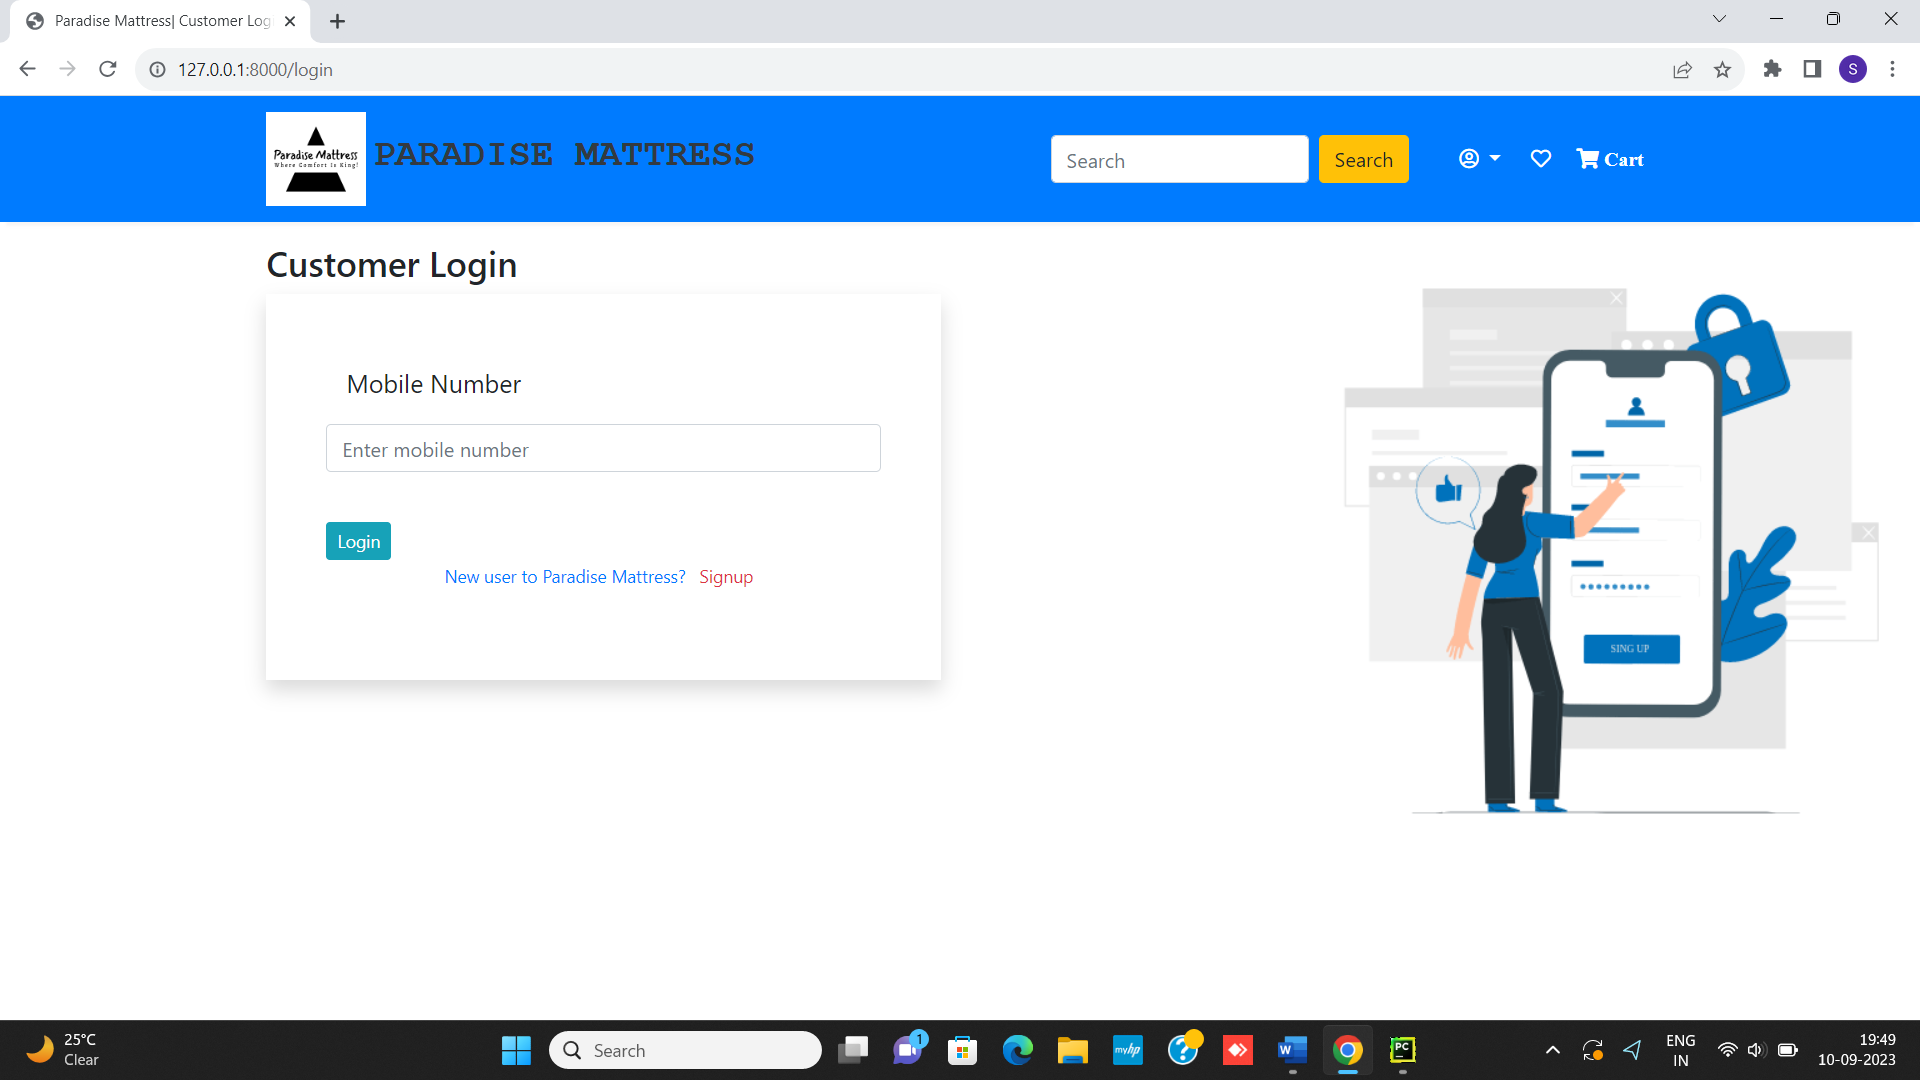 Paradise Mattress| Customer Log
127.0.0.1:8000/login
S
Paradise Mattress
Where Comfort Is King!
PARADISE MATTRESS
Search
Search
Cart
Customer Login
Mobile Number
Enter mobile number
Login
New user to Paradise Mattress? Signup
SING UP
25°C
Clear
Search
1
myhp
?
W
PC
ENG
IN
19:49
10-09-2023